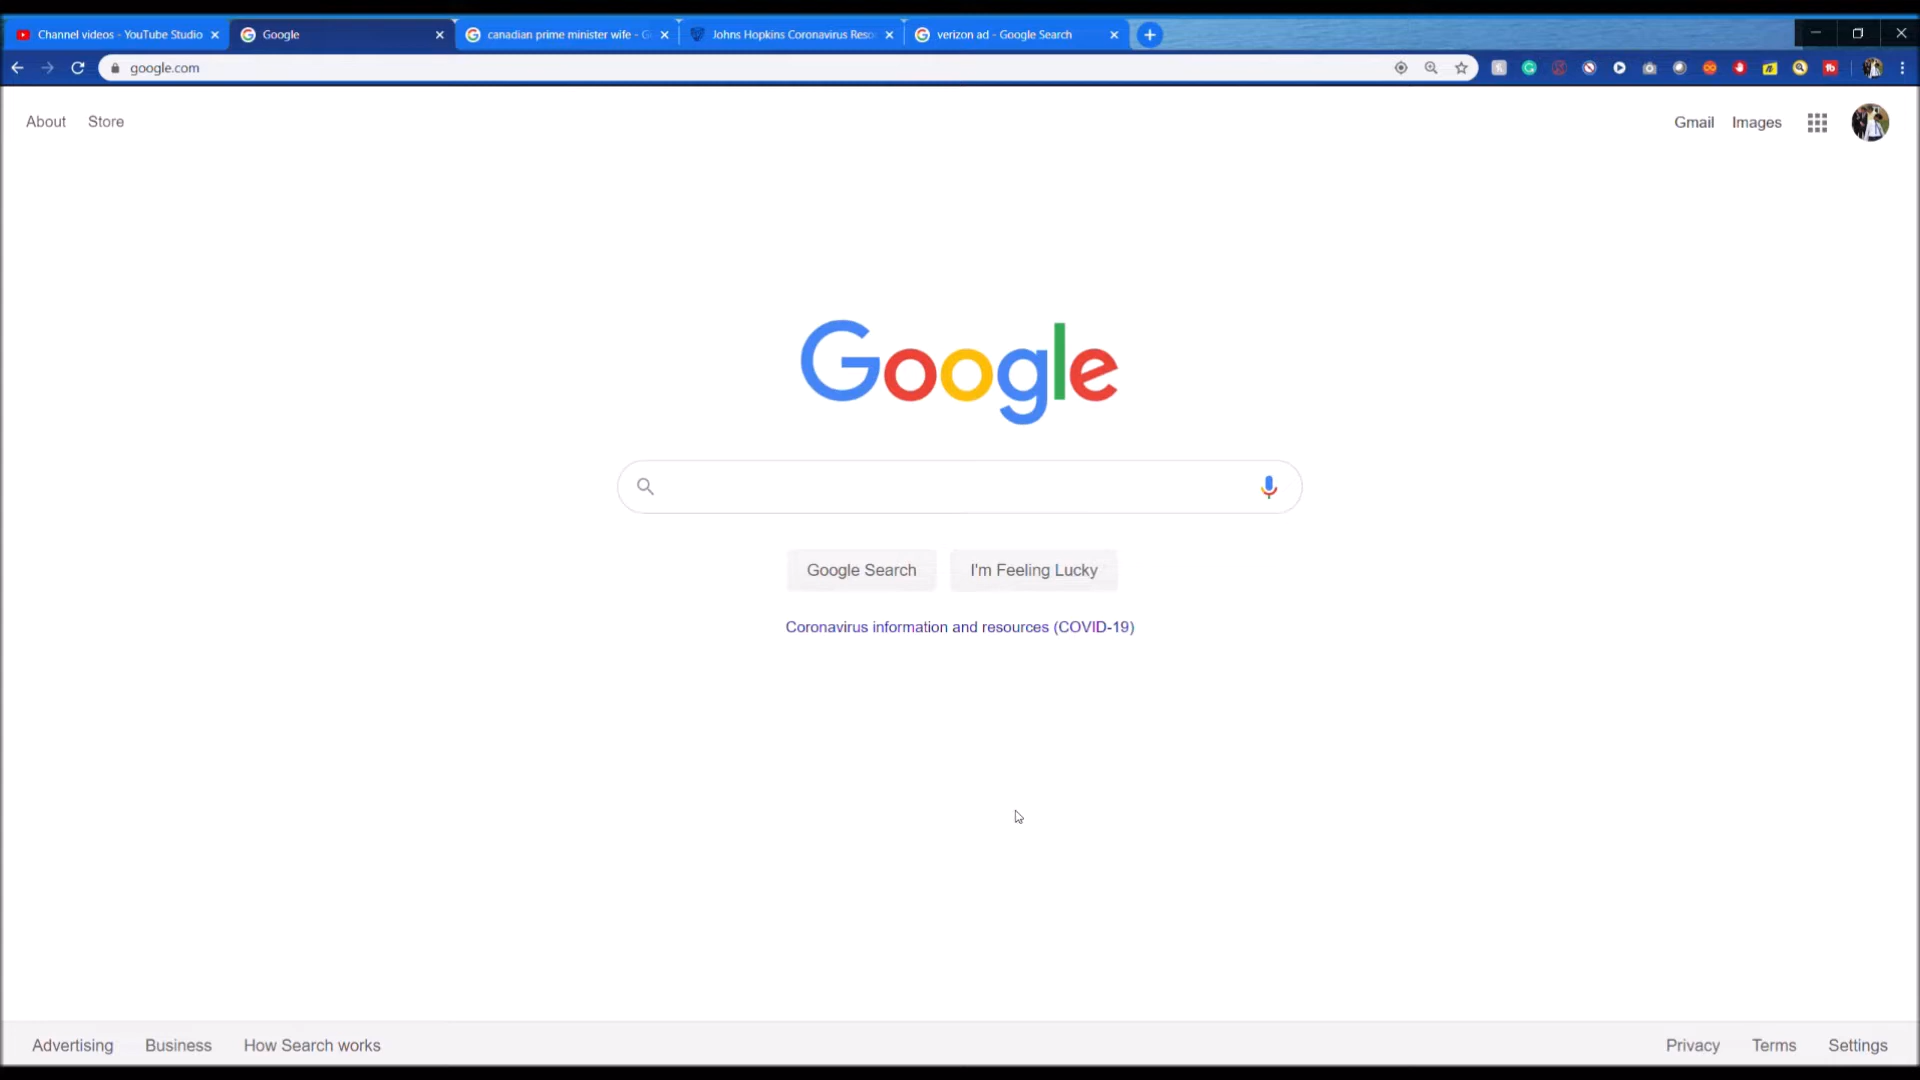 Channel videos - YouTube Studio
Google
canadian prime minister wife - G
Johns Hopkins Coronavirus Reso
verizon ad - Google Search
google.com
About
Store
Gmail
Images
Google
Google Search
I'm Feeling Lucky
Coronavirus information and resources (COVID-19)
Advertising
Business
How Search works
Privacy
Terms
Settings